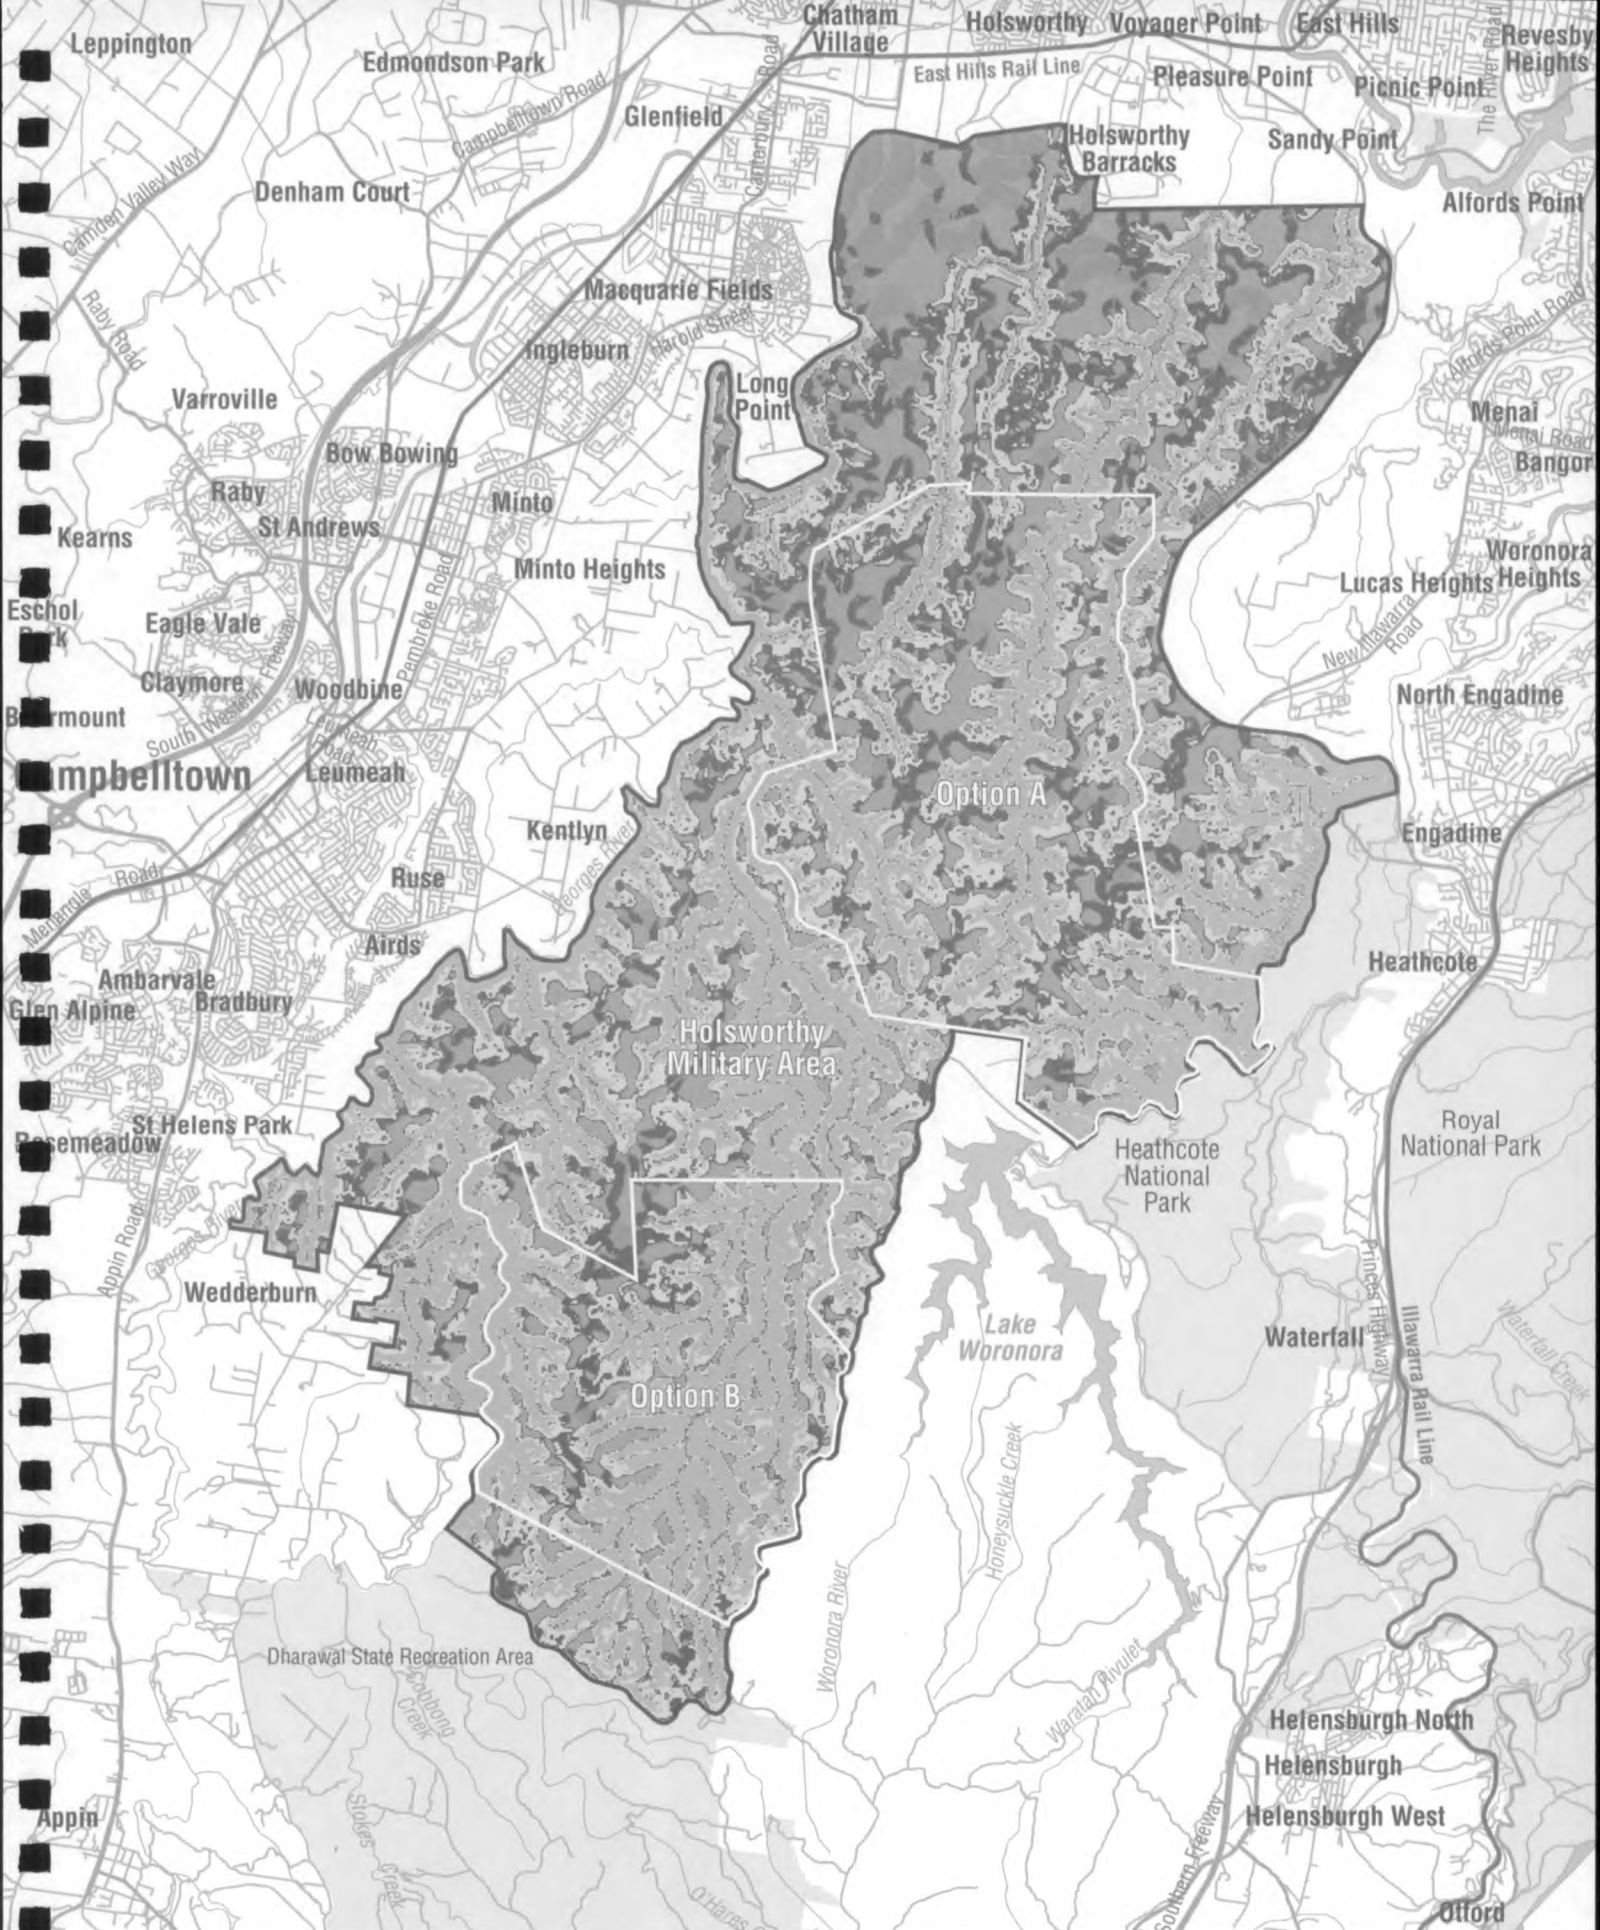 Chatham
Village
Holsworthy
Voyager Point
East Hills
Revesby
Heights
Leppington
Edmondson Park
East Hills Rail Line
Pleasure Point
Picnic Point
The River Road
Campbelltown Road
Glenfield
Canterbury Road
Holsworthy
Barracks
Sandy Point
Camden Valley Way
Denham Court
Alfords Point
Macquarie Fields
Raby Road
Harold Street
Alfords Point Road
Ingleburn
Long
Point
Varroville
Menai
Menai Road
Bow Bowing
Bangor
Raby
Minto
St Andrews
Kearns
Woronora
Heights
Minto Heights
Lucas Heights
Eschol
Eagle Vale
Pembroke Road
New Illawarra
Road
Claymore
Woodbine
North Engadine
South Western Freeway
Leumeah
Road
Leumeah
Option A
Kentlyn
Engadine
Georges River
Menangle Road
Ruse
Airds
Heathcote
Ambarvale
Glen Alpine
Bradbury
Holsworthy
Military Area
St Helens Park
Royal
National Park
Heathcote
National
Park
Appin Road
Georges River
Wedderburn
Princes Highway
Illawarra Rail Line
Waterfall Creek
Lake
Woronora
Waterfall
Option B
Honeysuckle Creek
Woronora River
Dharawal State Recreation Area
Cobbong
Creek
Waratah Rivulet
Helensburgh North
Helensburgh
Helensburgh West
Appin
Stokes Creek
Southern Freeway
O'Hares
Otford